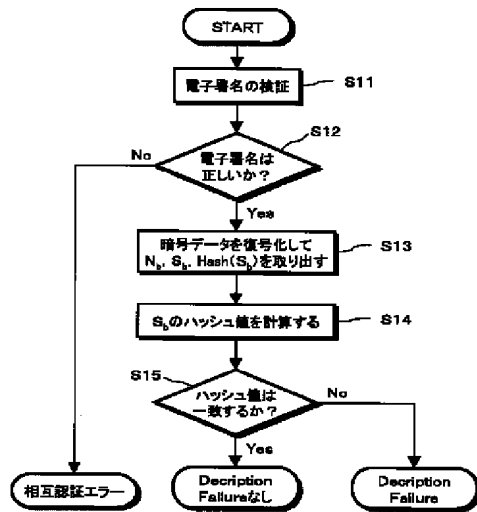 START
電子署名の検証
S11
S12
No
電子署名は
正しいか？
Yes
暗号データを復号化して
N_b, S_b, Hash(S_b)を取り出す
S13
S_bのハッシュ値を計算する
S14
S15
ハッシュ値は
一致するか？
No
Yes
相互認証エラー
Decription
Failureなし
Decription
Failure